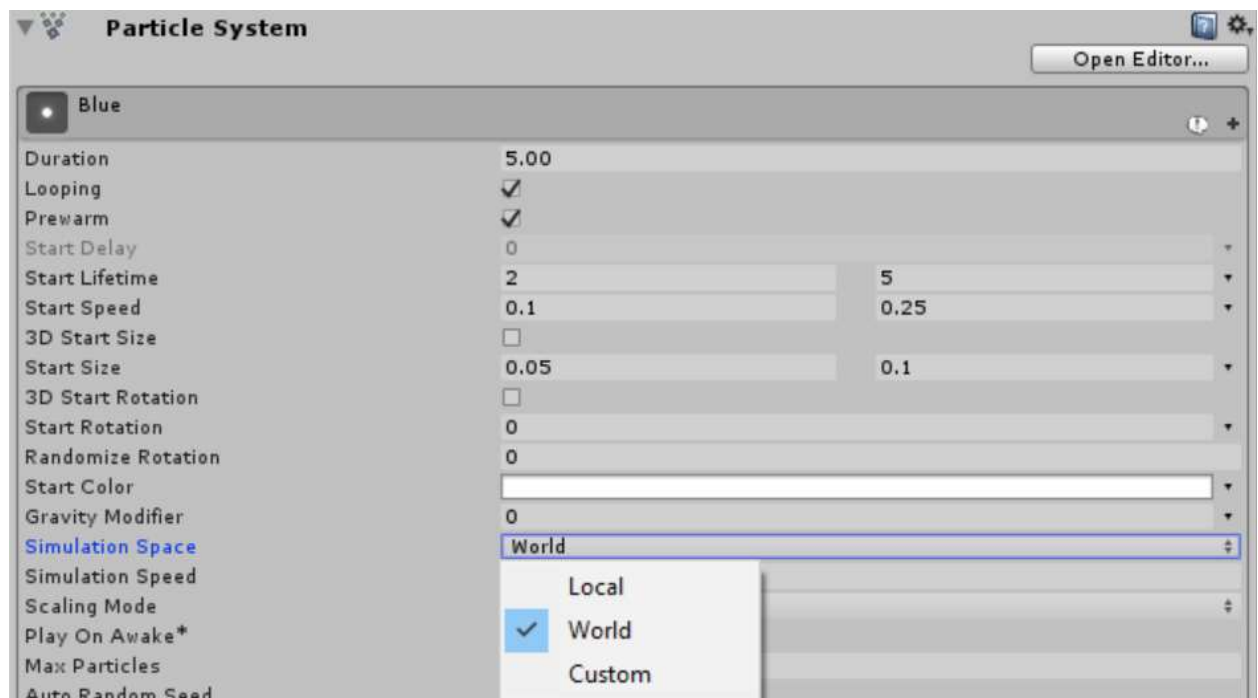 Particle System
Open Editor...
Blue
Duration 5.00
Looping
Prewarm
Start Delay 0
Start Lifetime 2 5
Start Speed 0.1 0.25
3D Start Size
Start Size 0.05 0.1
3D Start Rotation
Start Rotation 0
Randomize Rotation 0
Start Color
Gravity Modifier 0
Simulation Space World
Simulation Speed
Local
Scaling Mode
World
Play On Awake*
Max Particles
Custom
Auto Random Seed